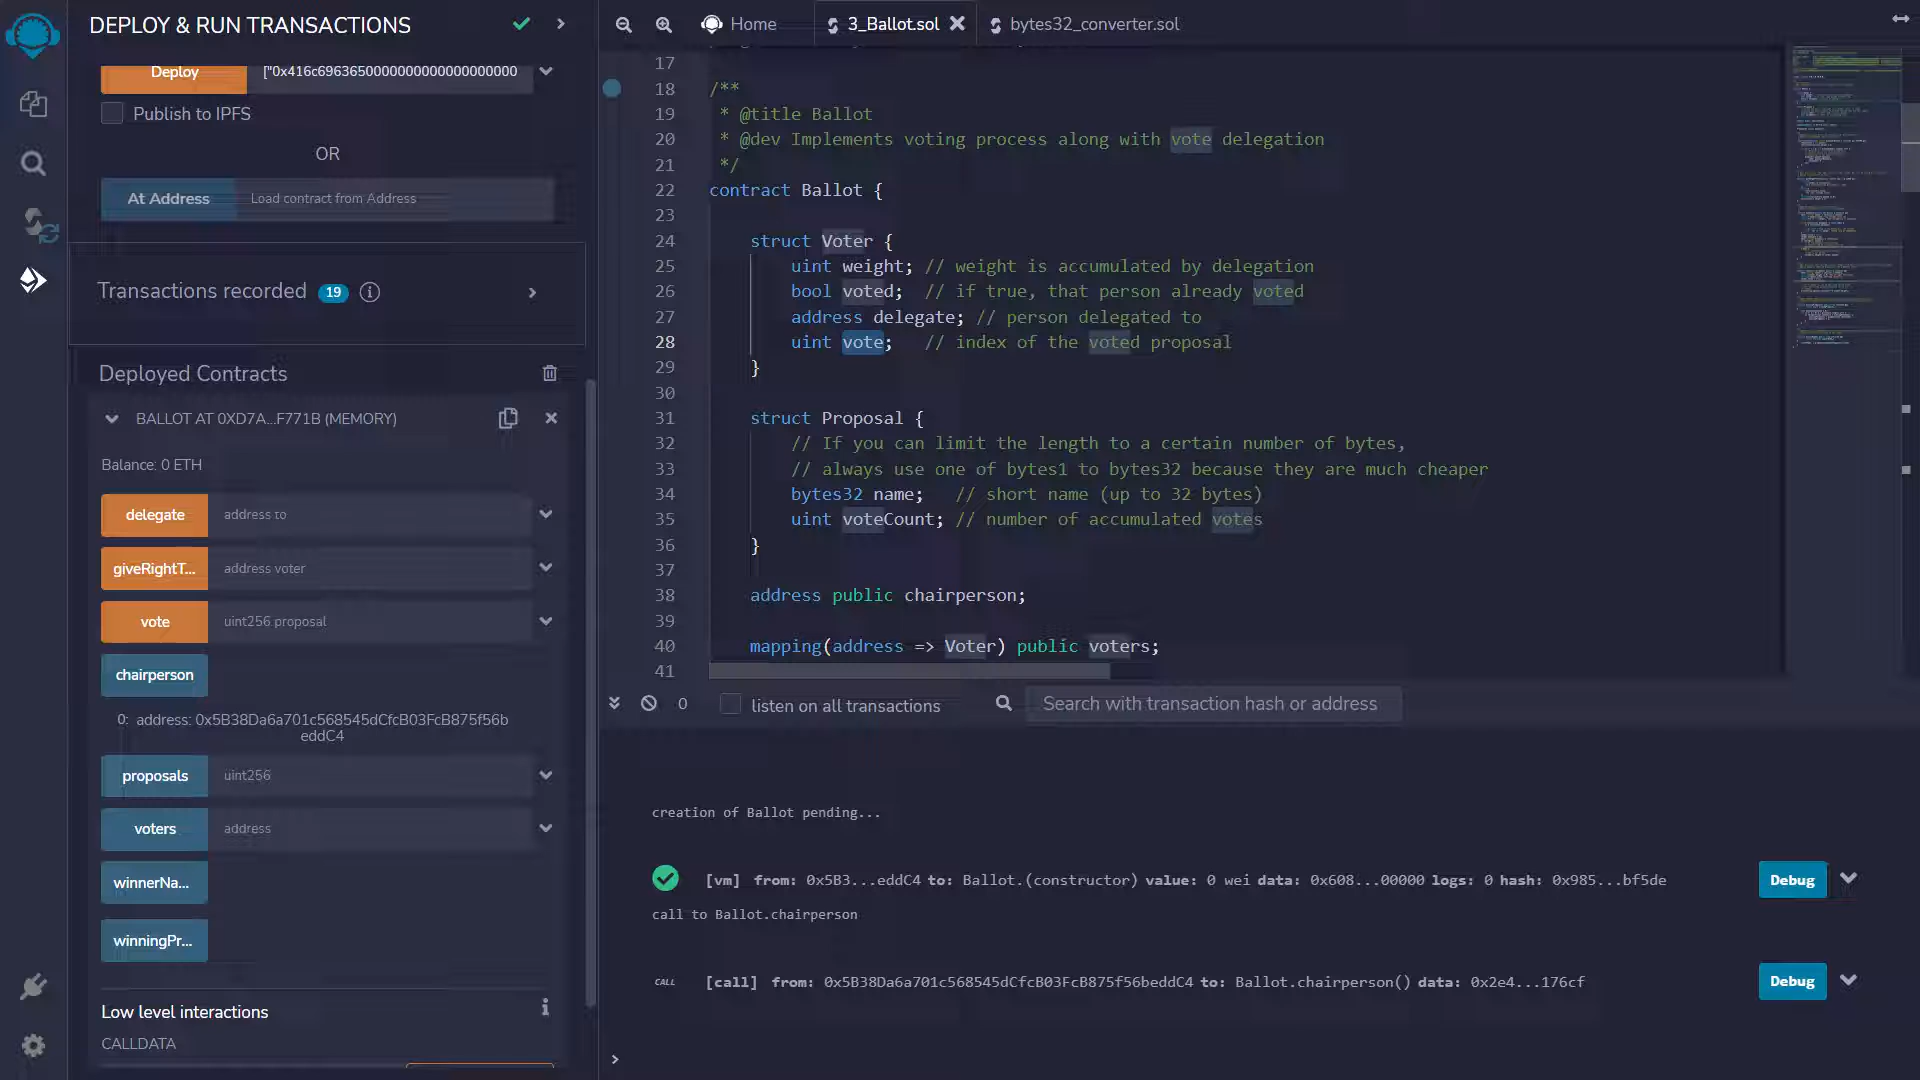 DEPLOY & RUN TRANSACTIONS
Deploy
["0x416c696365000000000000000000
Publish to IPFS
OR
At Address
Load contract from Address
Transactions recorded 19
Deployed Contracts
BALLOT AT 0XD7A...F771B (MEMORY)
Balance: 0 ETH
delegate
address to
giveRightT...
address voter
vote
uint256 proposal
chairperson
0: address: 0x5B38Da6a701c568545dCfcB03FcB875f56b
eddC4
proposals
uint256
voters
address
winnerNa...
winningPr...
Low level interactions
CALLDATA
Home
3_Ballot.sol
bytes32_converter.sol
17
18 /**
19 * @title Ballot
20 * @dev Implements voting process along with vote delegation
21 */
22 contract Ballot {
23
24 struct Voter {
25 uint weight; // weight is accumulated by delegation
26 bool voted; // if true, that person already voted
27 address delegate; // person delegated to
28 uint vote; // index of the voted proposal
29 }
30
31 struct Proposal {
32 // If you can limit the length to a certain number of bytes,
33 // always use one of bytes1 to bytes32 because they are much cheaper
34 bytes32 name; // short name (up to 32 bytes)
35 uint voteCount; // number of accumulated votes
36 }
37
38 address public chairperson;
39
40 mapping(address => Voter) public voters;
41
0
listen on all transactions
Search with transaction hash or address
creation of Ballot pending...
[vm] from: 0x5B3...eddC4 to: Ballot.(constructor) value: 0 wei data: 0x608...00000 logs: 0 hash: 0x985...bf5de
Debug
call to Ballot.chairperson
CALL [call] from: 0x5B38Da6a701c568545dCfcB03FcB875f56beddC4 to: Ballot.chairperson() data: 0x2e4...176cf
Debug
>